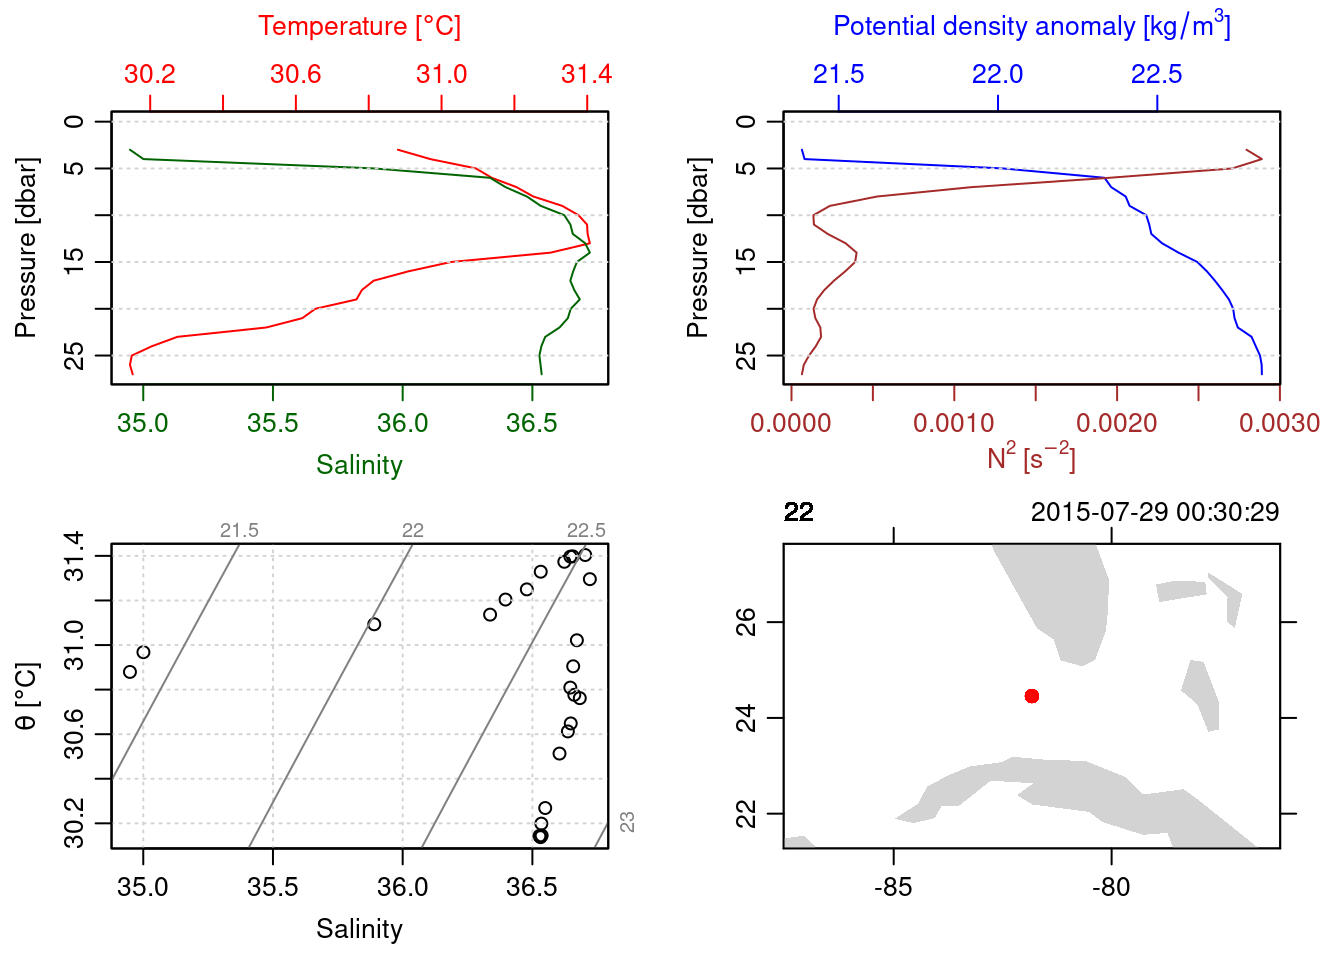 Temperature [°C]
30.2 30.6 31.0 31.4
0
5
15
25
Pressure [dbar]
35.0 35.5 36.0 36.5
Salinity
Potential density anomaly [kg/m³]
21.5 22.0 22.5
0
5
15
25
Pressure [dbar]
0.0000 0.0010 0.0020 0.0030
N² [s⁻²]
21.5 22 22.5
31.4
31.0
30.6
30.2
θ [°C]
23
35.0 35.5 36.0 36.5
Salinity
22 2015-07-29 00:30:29
26
24
22
-85 -80